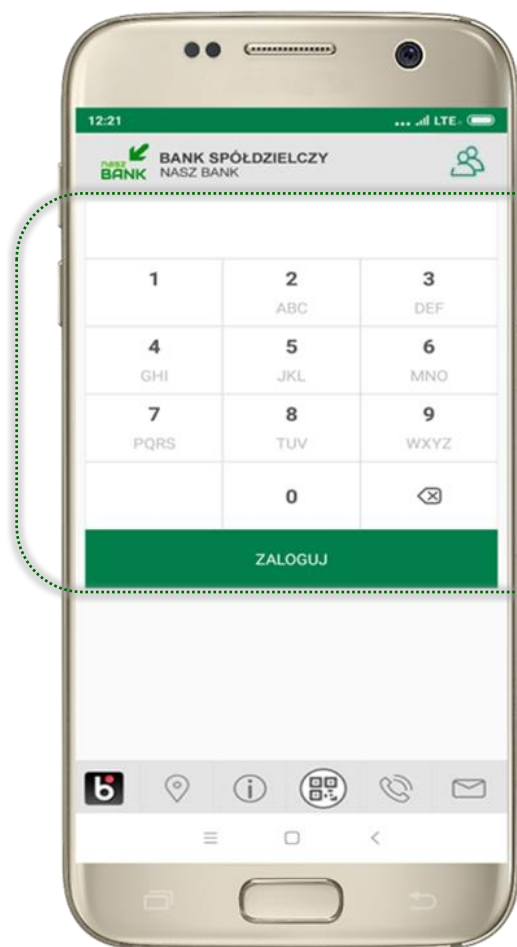 12:21 ... LTE
nasz BANK BANK SPÓŁDZIELCZY
NASZ BANK
1 2 3
ABC DEF
4 5 6
GHI JKL MNO
7 8 9
PQRS TUV WXYZ
0
ZALOGUJ
b